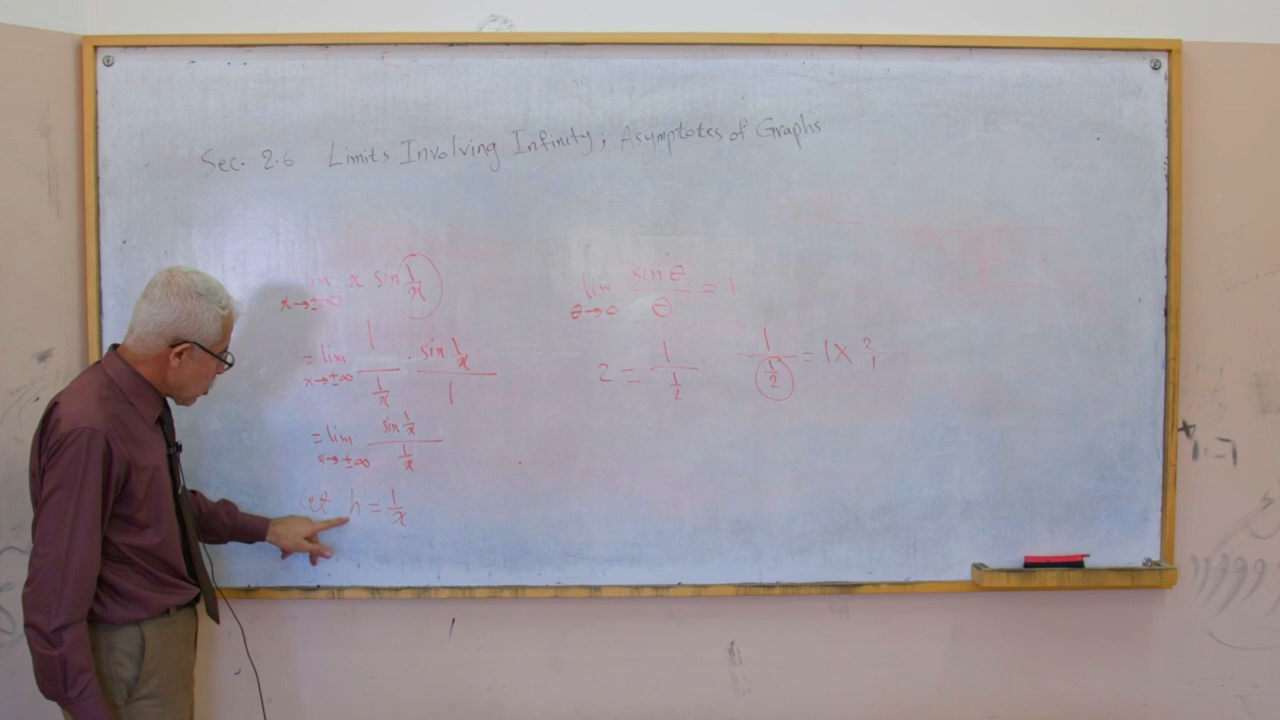 Sec. 2.6 Limits Involving Infinity; Asymptotes of Graphs
lim x→±∞ x sin 1/x
= lim x→±∞ 1/(1/x) · sin 1/x / 1
= lim x→±∞ sin 1/x / (1/x)
let h = 1/x
lim θ→0 sin θ / θ = 1
2 = 1/(1/2)
1/(1/2) = 1 × 2/1